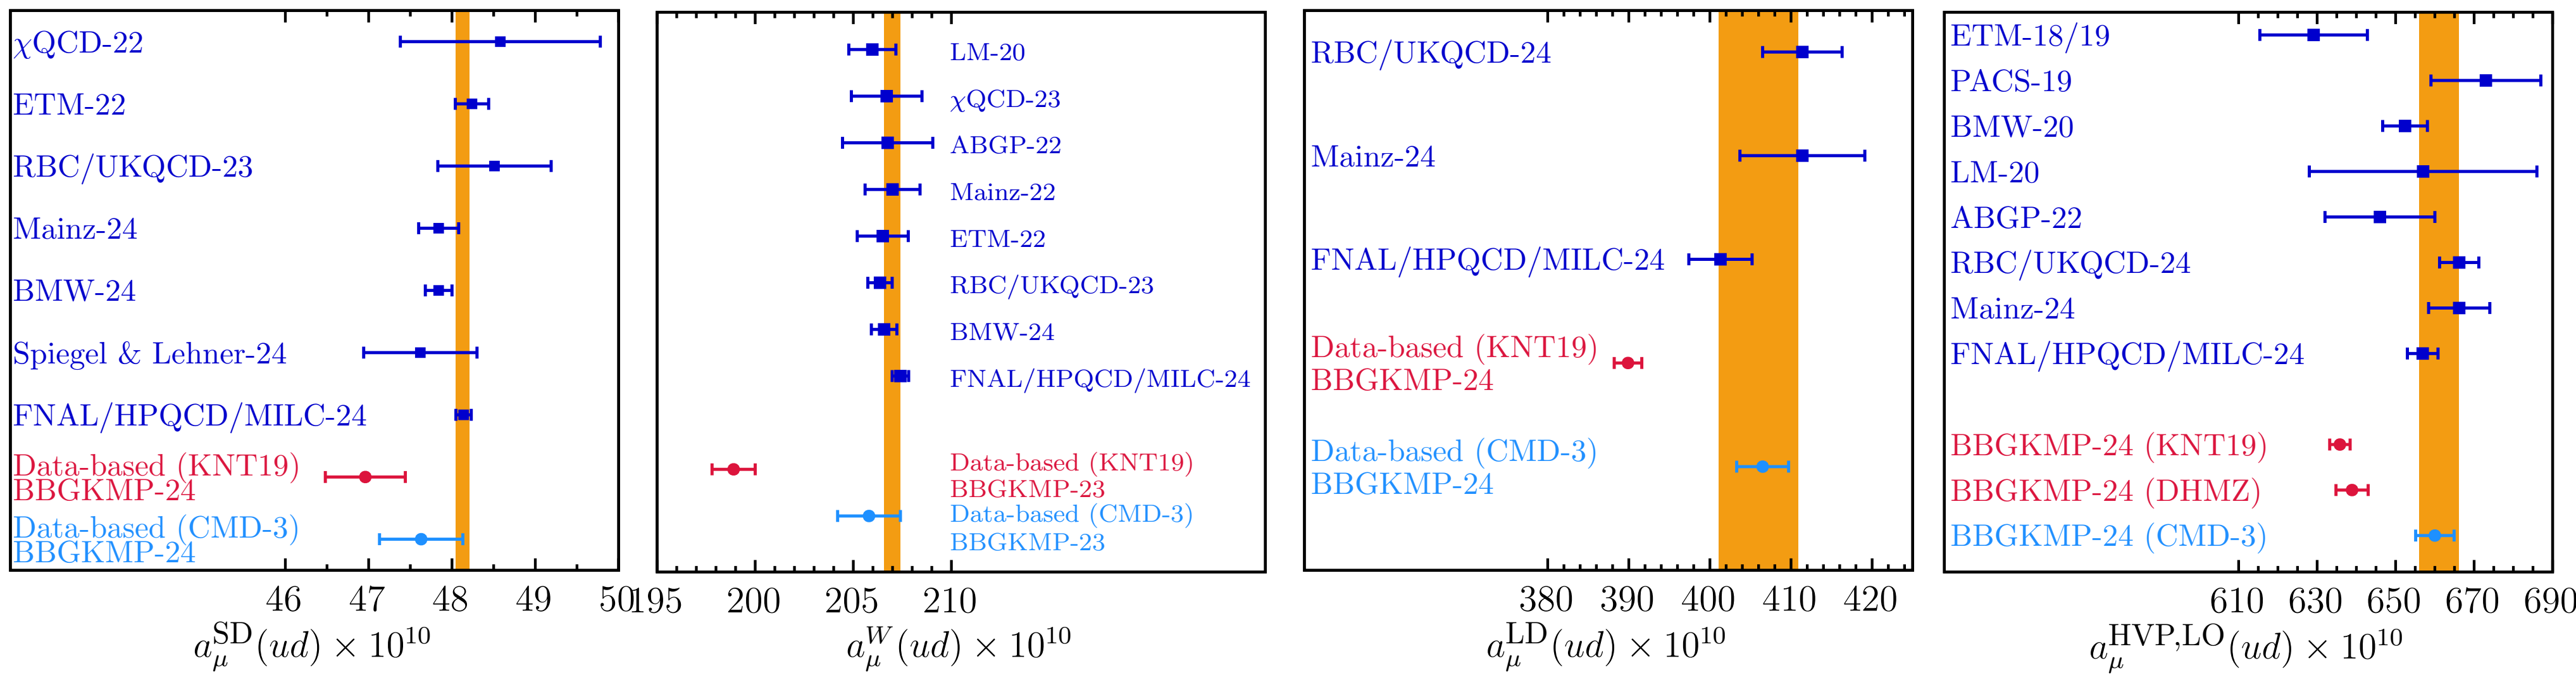 χQCD-22
ETM-22
RBC/UKQCD-23
Mainz-24
BMW-24
Spiegel & Lehner-24
FNAL/HPQCD/MILC-24
Data-based (KNT19)
BBGKMP-24
Data-based (CMD-3)
BBGKMP-24
46 47 48 49 50
a_μ^SD(ud) × 10^10
LM-20
χQCD-23
ABGP-22
Mainz-22
ETM-22
RBC/UKQCD-23
BMW-24
FNAL/HPQCD/MILC-24
Data-based (KNT19)
BBGKMP-23
Data-based (CMD-3)
BBGKMP-23
195 200 205 210
a_μ^W(ud) × 10^10
RBC/UKQCD-24
Mainz-24
FNAL/HPQCD/MILC-24
Data-based (KNT19)
BBGKMP-24
Data-based (CMD-3)
BBGKMP-24
380 390 400 410 420
a_μ^LD(ud) × 10^10
ETM-18/19
PACS-19
BMW-20
LM-20
ABGP-22
RBC/UKQCD-24
Mainz-24
FNAL/HPQCD/MILC-24
BBGKMP-24 (KNT19)
BBGKMP-24 (DHMZ)
BBGKMP-24 (CMD-3)
610 630 650 670 690
a_μ^HVP,LO(ud) × 10^10